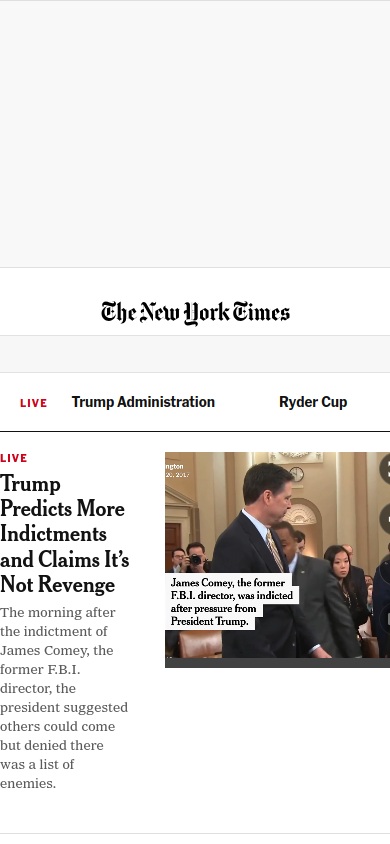 The New York Times
LIVE Trump Administration Ryder Cup
LIVE
Trump
Predicts More
Indictments
and Claims It's
Not Revenge
The morning after
the indictment of
James Comey, the
former F.B.I.
director, the
president suggested
others could come
but denied there
was a list of
enemies.
ngton
20, 2017
James Comey, the former
F.B.I. director, was indicted
after pressure from
President Trump.